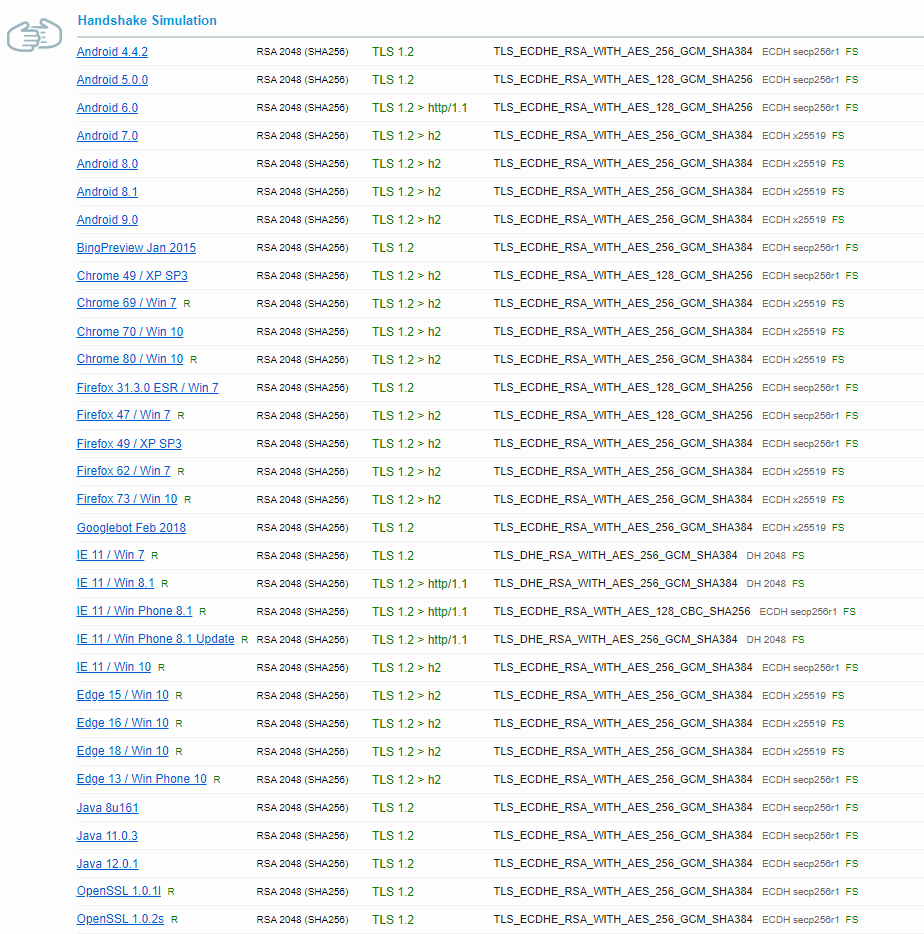 Handshake Simulation
Android 4.4.2 RSA 2048 (SHA256) TLS 1.2 TLS_ECDHE_RSA_WITH_AES_256_GCM_SHA384 ECDH secp256r1 FS
Android 5.0.0 RSA 2048 (SHA256) TLS 1.2 TLS_ECDHE_RSA_WITH_AES_128_GCM_SHA256 ECDH secp256r1 FS
Android 6.0 RSA 2048 (SHA256) TLS 1.2 > http/1.1 TLS_ECDHE_RSA_WITH_AES_128_GCM_SHA256 ECDH secp256r1 FS
Android 7.0 RSA 2048 (SHA256) TLS 1.2 > h2 TLS_ECDHE_RSA_WITH_AES_256_GCM_SHA384 ECDH x25519 FS
Android 8.0 RSA 2048 (SHA256) TLS 1.2 > h2 TLS_ECDHE_RSA_WITH_AES_256_GCM_SHA384 ECDH x25519 FS
Android 8.1 RSA 2048 (SHA256) TLS 1.2 > h2 TLS_ECDHE_RSA_WITH_AES_256_GCM_SHA384 ECDH x25519 FS
Android 9.0 RSA 2048 (SHA256) TLS 1.2 > h2 TLS_ECDHE_RSA_WITH_AES_256_GCM_SHA384 ECDH x25519 FS
BingPreview Jan 2015 RSA 2048 (SHA256) TLS 1.2 TLS_ECDHE_RSA_WITH_AES_256_GCM_SHA384 ECDH secp256r1 FS
Chrome 49 / XP SP3 RSA 2048 (SHA256) TLS 1.2 > h2 TLS_ECDHE_RSA_WITH_AES_128_GCM_SHA256 ECDH secp256r1 FS
Chrome 69 / Win 7 R RSA 2048 (SHA256) TLS 1.2 > h2 TLS_ECDHE_RSA_WITH_AES_256_GCM_SHA384 ECDH x25519 FS
Chrome 70 / Win 10 RSA 2048 (SHA256) TLS 1.2 > h2 TLS_ECDHE_RSA_WITH_AES_256_GCM_SHA384 ECDH x25519 FS
Chrome 80 / Win 10 R RSA 2048 (SHA256) TLS 1.2 > h2 TLS_ECDHE_RSA_WITH_AES_256_GCM_SHA384 ECDH x25519 FS
Firefox 31.3.0 ESR / Win 7 RSA 2048 (SHA256) TLS 1.2 TLS_ECDHE_RSA_WITH_AES_128_GCM_SHA256 ECDH secp256r1 FS
Firefox 47 / Win 7 R RSA 2048 (SHA256) TLS 1.2 > h2 TLS_ECDHE_RSA_WITH_AES_128_GCM_SHA256 ECDH secp256r1 FS
Firefox 49 / XP SP3 RSA 2048 (SHA256) TLS 1.2 > h2 TLS_ECDHE_RSA_WITH_AES_256_GCM_SHA384 ECDH secp256r1 FS
Firefox 62 / Win 7 R RSA 2048 (SHA256) TLS 1.2 > h2 TLS_ECDHE_RSA_WITH_AES_256_GCM_SHA384 ECDH x25519 FS
Firefox 73 / Win 10 R RSA 2048 (SHA256) TLS 1.2 > h2 TLS_ECDHE_RSA_WITH_AES_256_GCM_SHA384 ECDH x25519 FS
Googlebot Feb 2018 RSA 2048 (SHA256) TLS 1.2 TLS_ECDHE_RSA_WITH_AES_256_GCM_SHA384 ECDH x25519 FS
IE 11 / Win 7 R RSA 2048 (SHA256) TLS 1.2 TLS_DHE_RSA_WITH_AES_256_GCM_SHA384 DH 2048 FS
IE 11 / Win 8.1 R RSA 2048 (SHA256) TLS 1.2 > http/1.1 TLS_DHE_RSA_WITH_AES_256_GCM_SHA384 DH 2048 FS
IE 11 / Win Phone 8.1 R RSA 2048 (SHA256) TLS 1.2 > http/1.1 TLS_ECDHE_RSA_WITH_AES_128_CBC_SHA256 ECDH secp256r1 FS
IE 11 / Win Phone 8.1 Update R RSA 2048 (SHA256) TLS 1.2 > http/1.1 TLS_DHE_RSA_WITH_AES_256_GCM_SHA384 DH 2048 FS
IE 11 / Win 10 R RSA 2048 (SHA256) TLS 1.2 > h2 TLS_ECDHE_RSA_WITH_AES_256_GCM_SHA384 ECDH secp256r1 FS
Edge 15 / Win 10 R RSA 2048 (SHA256) TLS 1.2 > h2 TLS_ECDHE_RSA_WITH_AES_256_GCM_SHA384 ECDH x25519 FS
Edge 16 / Win 10 R RSA 2048 (SHA256) TLS 1.2 > h2 TLS_ECDHE_RSA_WITH_AES_256_GCM_SHA384 ECDH x25519 FS
Edge 18 / Win 10 R RSA 2048 (SHA256) TLS 1.2 > h2 TLS_ECDHE_RSA_WITH_AES_256_GCM_SHA384 ECDH x25519 FS
Edge 13 / Win Phone 10 R RSA 2048 (SHA256) TLS 1.2 > h2 TLS_ECDHE_RSA_WITH_AES_256_GCM_SHA384 ECDH secp256r1 FS
Java 8u161 RSA 2048 (SHA256) TLS 1.2 TLS_ECDHE_RSA_WITH_AES_256_GCM_SHA384 ECDH secp256r1 FS
Java 11.0.3 RSA 2048 (SHA256) TLS 1.2 TLS_ECDHE_RSA_WITH_AES_256_GCM_SHA384 ECDH secp256r1 FS
Java 12.0.1 RSA 2048 (SHA256) TLS 1.2 TLS_ECDHE_RSA_WITH_AES_256_GCM_SHA384 ECDH secp256r1 FS
OpenSSL 1.0.1l R RSA 2048 (SHA256) TLS 1.2 TLS_ECDHE_RSA_WITH_AES_256_GCM_SHA384 ECDH secp256r1 FS
OpenSSL 1.0.2s R RSA 2048 (SHA256) TLS 1.2 TLS_ECDHE_RSA_WITH_AES_256_GCM_SHA384 ECDH secp256r1 FS